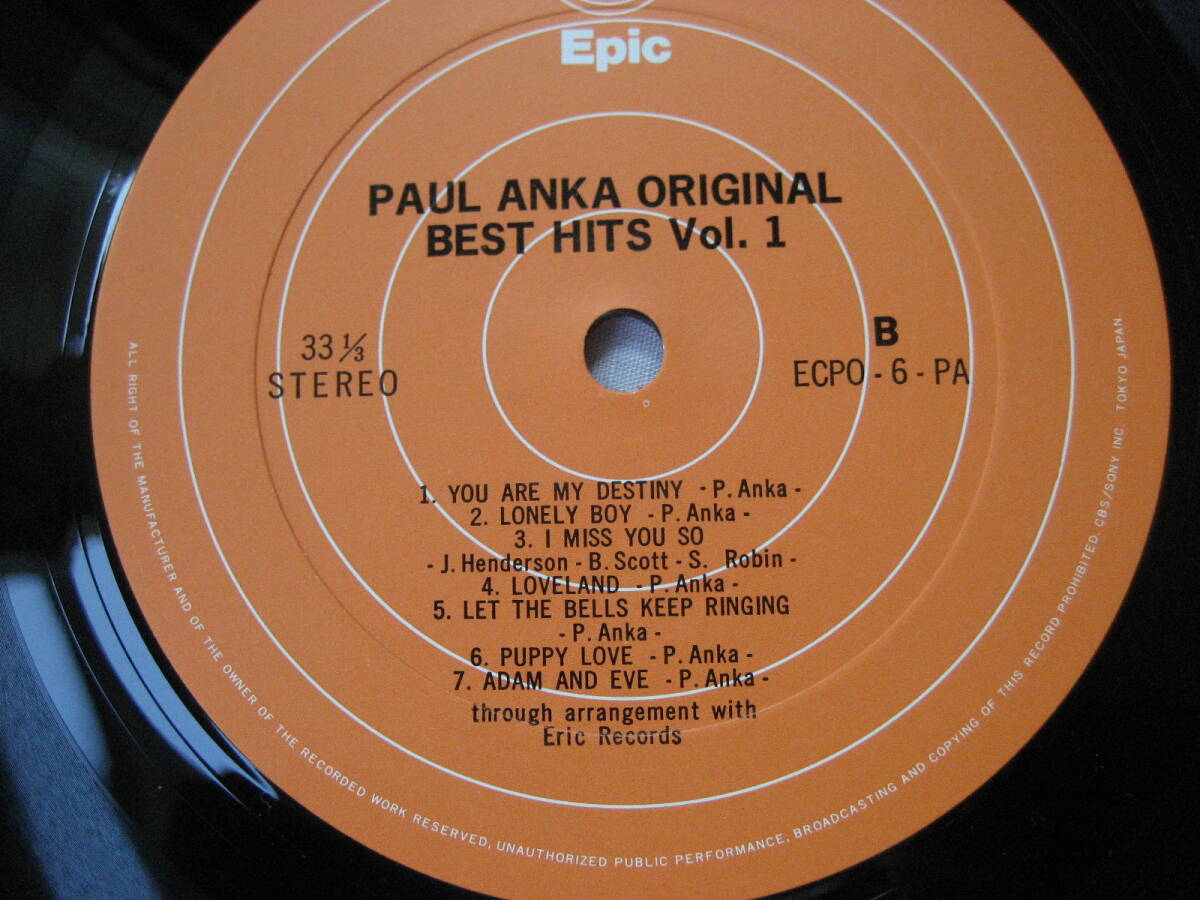 Epic
PAUL ANKA ORIGINAL
BEST HITS Vol. 1
33 ⅓
STEREO
B
ECPO - 6 - PA
1. YOU ARE MY DESTINY - P. Anka -
2. LONELY BOY - P. Anka -
3. I MISS YOU SO
- J. Henderson - B. Scott - S. Robin -
4. LOVELAND - P. Anka -
5. LET THE BELLS KEEP RINGING
- P. Anka -
6. PUPPY LOVE - P. Anka -
7. ADAM AND EVE - P. Anka -
through arrangement with
Eric Records
ALL RIGHT OF THE MANUFACTURER AND OF THE OWNER OF THE RECORDED WORK RESERVED, UNAUTHORIZED PUBLIC PERFORMANCE, BROADCASTING AND COPYING OF THIS RECORD PROHIBITED. CBS/SONY INC. TOKYO JAPAN.